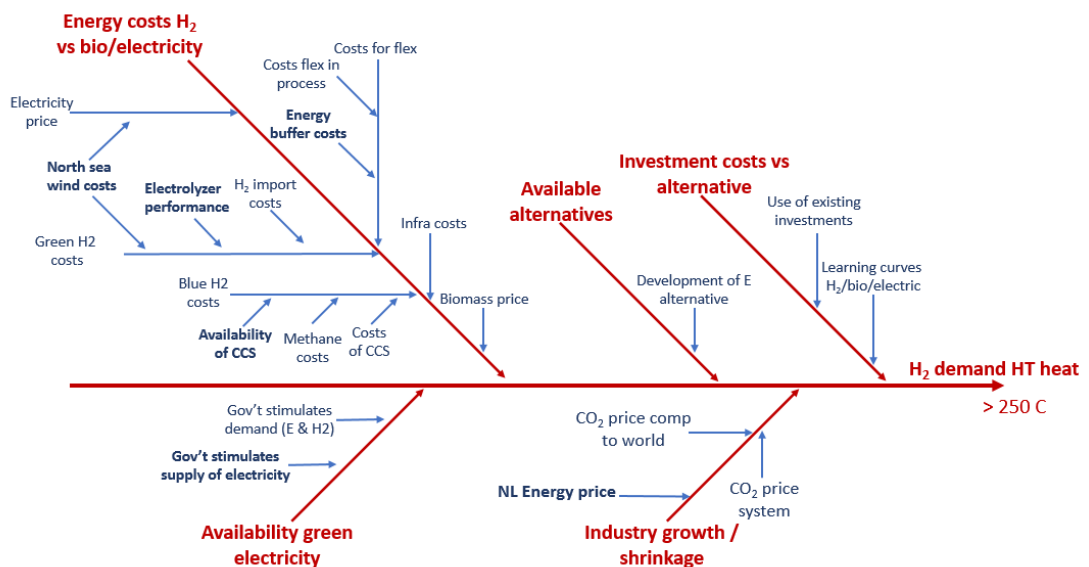 Energy costs H₂
vs bio/electricity
Costs for flex
Costs flex in
process
Energy
buffer costs
Electricity
price
North sea
wind costs
Electrolyzer
performance
H₂ import
costs
Green H2
costs
Infra costs
Blue H2
costs
Availability
of CCS
Methane
costs
Costs
of CCS
Biomass price
Available
alternatives
Development of E
alternative
Investment costs vs
alternative
Use of existing
investments
Learning curves
H₂/bio/electric
H₂ demand HT heat
> 250 C
Gov't stimulates
demand (E & H2)
Gov't stimulates
supply of electricity
Availability green
electricity
CO₂ price comp
to world
NL Energy price
CO₂ price
system
Industry growth /
shrinkage